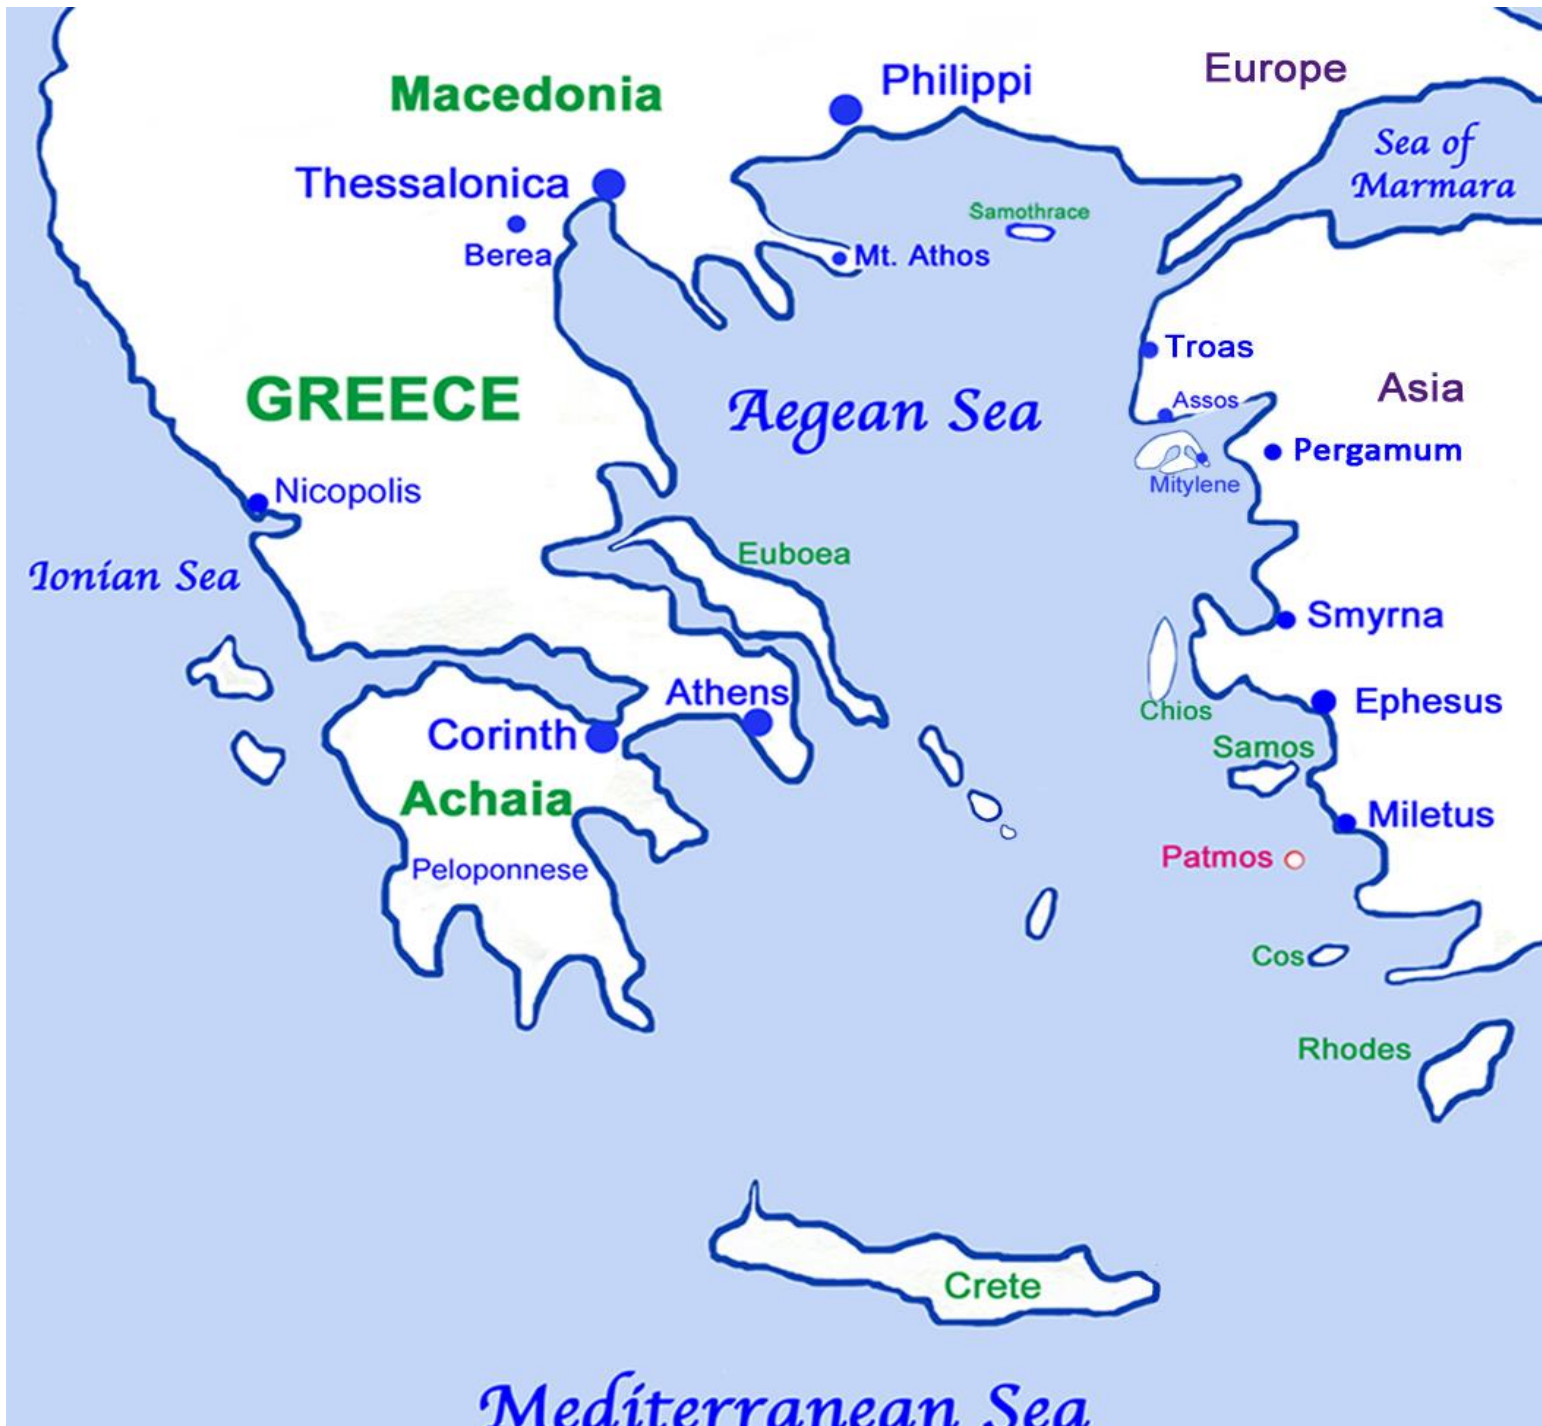 Europe
Philippi
Macedonia
Sea of
Marmara
Thessalonica
Samothrace
Berea
Mt. Athos
Troas
Asia
GREECE
Assos
Aegean Sea
Pergamum
Mitylene
Nicopolis
Euboea
Ionian Sea
Smyrna
Athens
Ephesus
Chios
Corinth
Samos
Achaia
Miletus
Patmos
Peloponnese
Cos
Rhodes
Crete
Mediterranean Sea